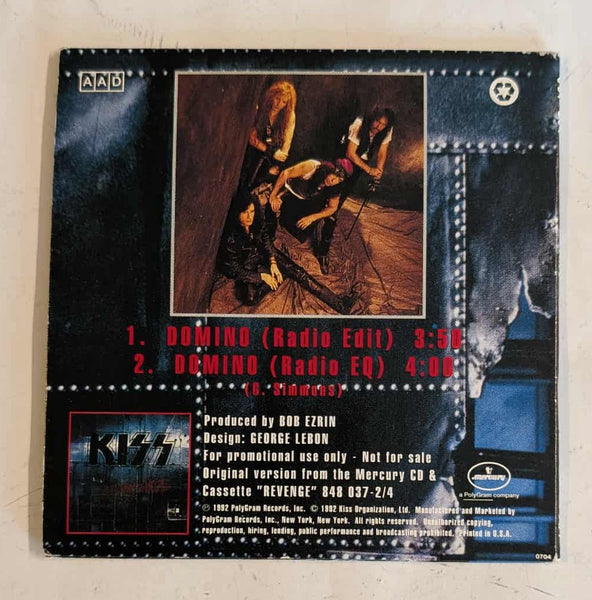 AAD
1. DOMINO (Radio Edit) 3:50
2. DOMINO (Radio EQ) 4:00
(G. Simmons)
KISS
REVENGE
Produced by BOB EZRIN
Design: GEORGE LEBON
For promotional use only - Not for sale
Original version from the Mercury CD &
Cassette "REVENGE" 848 037-2/4
mercury
a PolyGram company
℗ 1992 PolyGram Records, Inc. © 1992 Kiss Organization, Ltd. Manufactured and Marketed by
PolyGram Records, Inc., New York, New York. All rights reserved. Unauthorized copying,
reproduction, hiring, lending, public performance and broadcasting prohibited. Printed in U.S.A.
0704